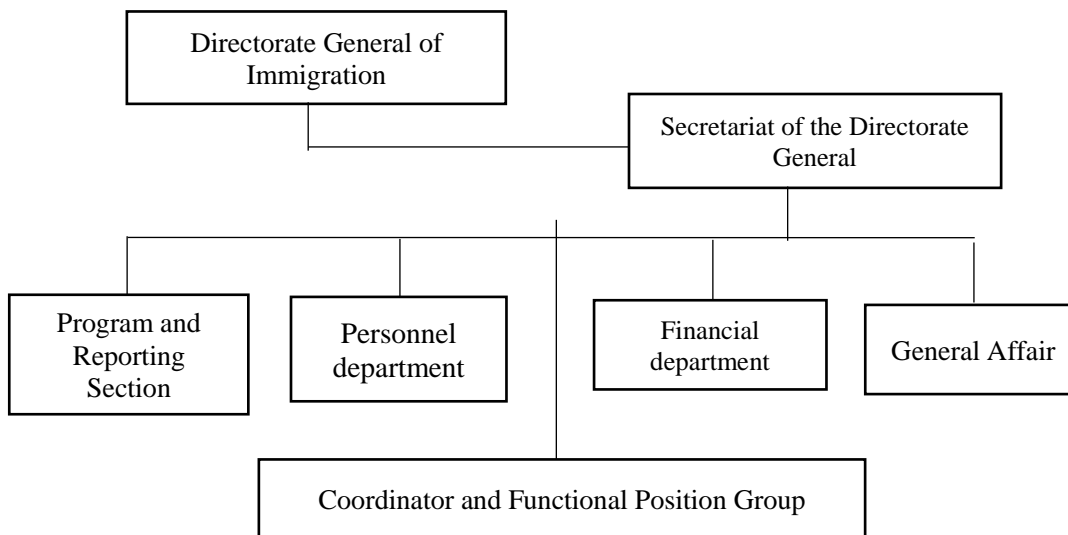 Directorate General of
Immigration
Secretariat of the Directorate
General
Program and
Reporting
Section
Personnel
department
Financial
department
General Affair
Coordinator and Functional Position Group